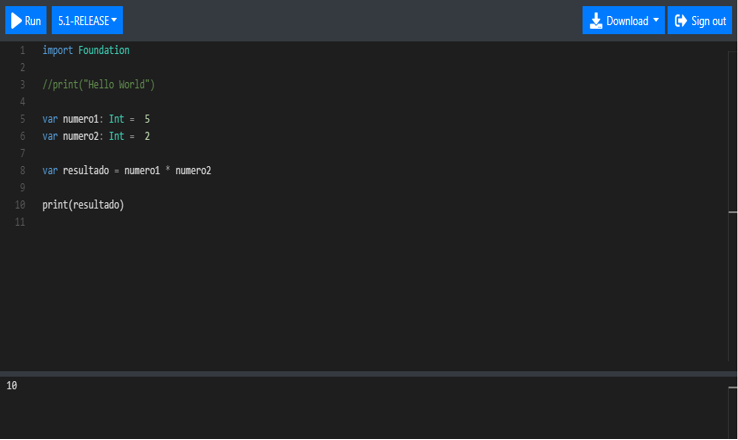 Run 5.1-RELEASE Download Sign out
1 import Foundation
2
3 //print("Hello World")
4
5 var numero1: Int = 5
6 var numero2: Int = 2
7
8 var resultado = numero1 * numero2
9
10 print(resultado)
11
10